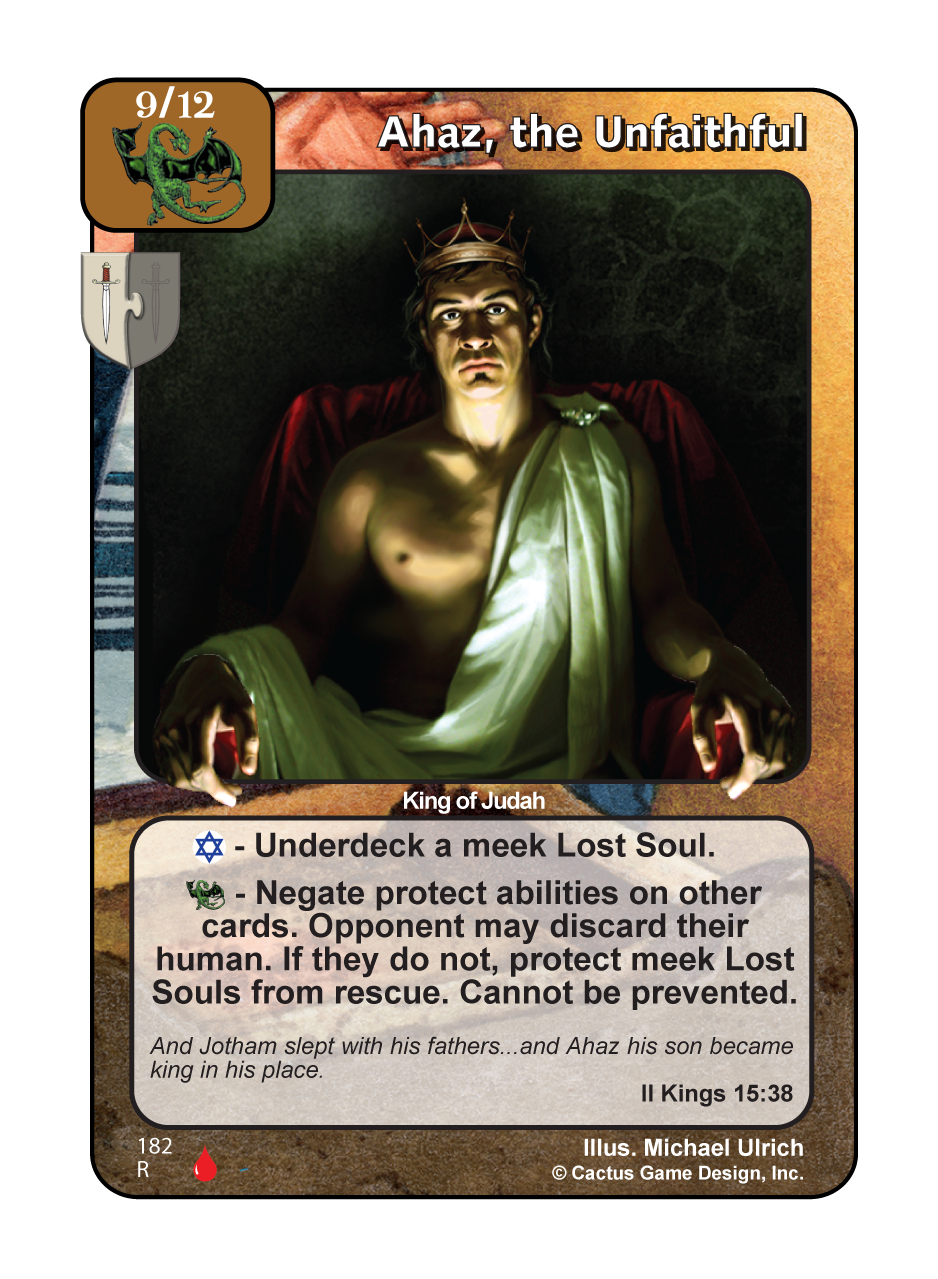 9/12
Ahaz, the Unfaithful
King of Judah
- Underdeck a meek Lost Soul.
- Negate protect abilities on other
cards. Opponent may discard their
human. If they do not, protect meek Lost
Souls from rescue. Cannot be prevented.
And Jotham slept with his fathers...and Ahaz his son became
king in his place.
II Kings 15:38
182
R
Illus. Michael Ulrich
© Cactus Game Design, Inc.